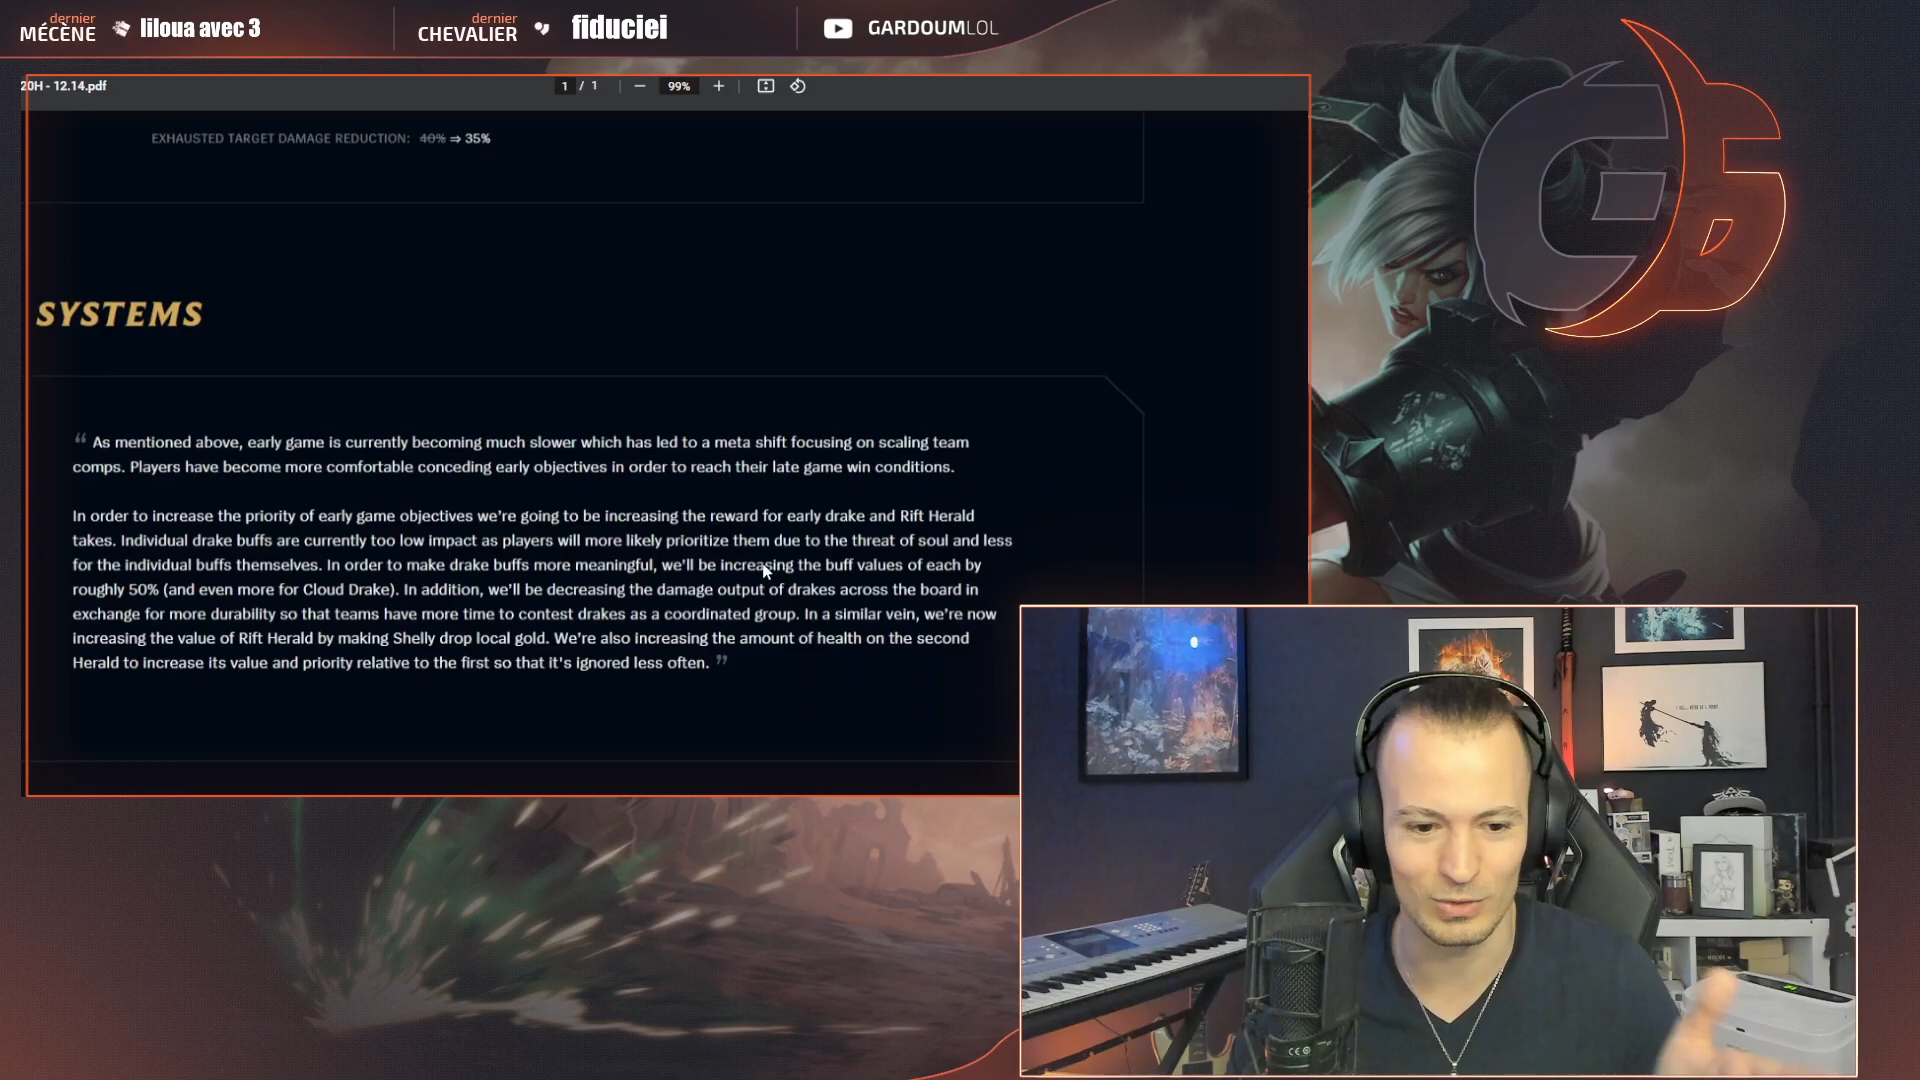 dernier
MÉCÈNE
liloua avec 3
dernier
CHEVALIER
fiduciei
GARDOUMLOL
20H - 12.14.pdf
1 / 1
99%
EXHAUSTED TARGET DAMAGE REDUCTION: 40% ⇒ 35%
SYSTEMS
“ As mentioned above, early game is currently becoming much slower which has led to a meta shift focusing on scaling team
comps. Players have become more comfortable conceding early objectives in order to reach their late game win conditions.
In order to increase the priority of early game objectives we’re going to be increasing the reward for early drake and Rift Herald
takes. Individual drake buffs are currently too low impact as players will more likely prioritize them due to the threat of soul and less
for the individual buffs themselves. In order to make drake buffs more meaningful, we’ll be increasing the buff values of each by
roughly 50% (and even more for Cloud Drake). In addition, we’ll be decreasing the damage output of drakes across the board in
exchange for more durability so that teams have more time to contest drakes as a coordinated group. In a similar vein, we’re now
increasing the value of Rift Herald by making Shelly drop local gold. We’re also increasing the amount of health on the second
Herald to increase its value and priority relative to the first so that it's ignored less often. ”